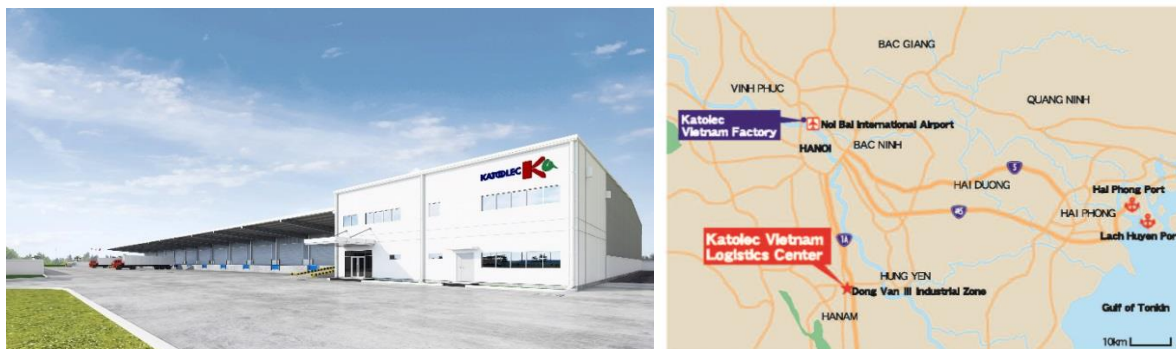 KATOLEC K
BAC GIANG
VINH PHUC
QUANG NINH
Katolec
Vietnam Factory
Noi Bai International Airport
HANOI
BAC NINH
5
HAI DUONG
Hai Phong Port
HAI PHONG
Lach Huyen Por
Katolec Vietnam
Logistics Center
1A
HUNG YEN
Dong Van III Industrial Zone
HANAM
Gulf of Tonkin
10km